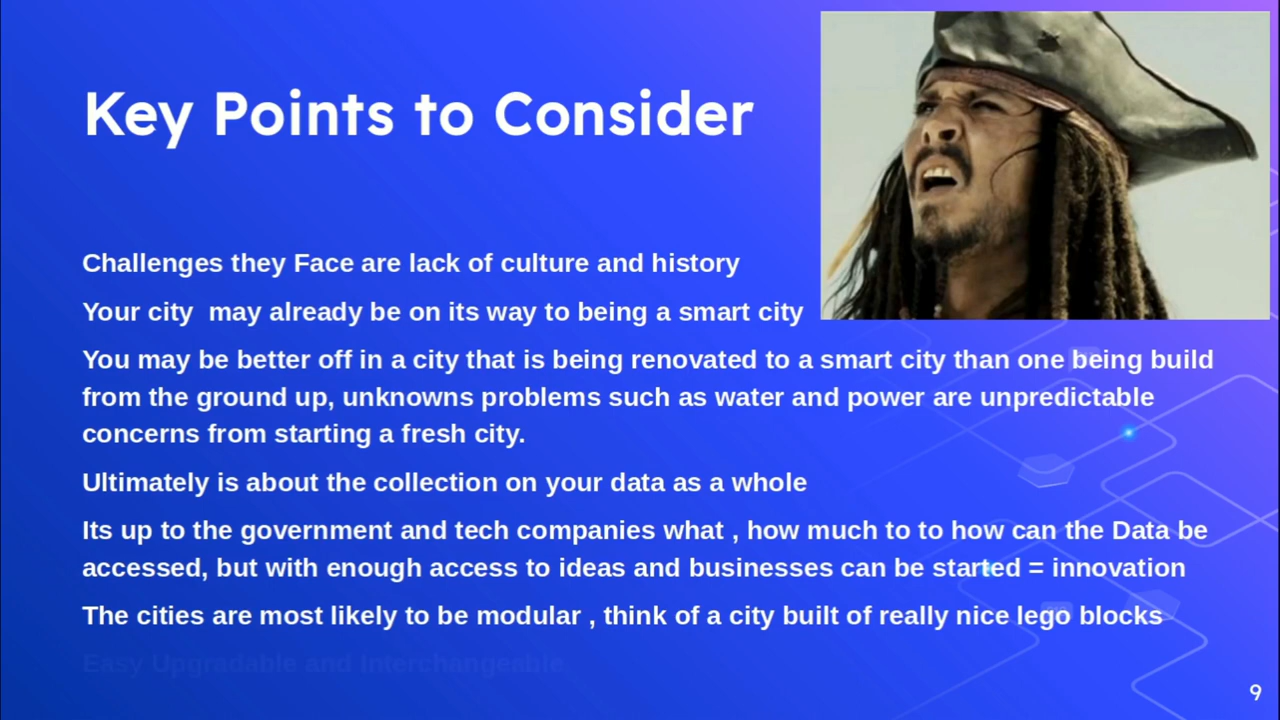 Key Points to Consider
Challenges they Face are lack of culture and history
Your city  may already be on its way to being a smart city
You may be better off in a city that is being renovated to a smart city than one being build
from the ground up, unknowns problems such as water and power are unpredictable
concerns from starting a fresh city.
Ultimately is about the collection on your data as a whole
Its up to the government and tech companies what , how much to to how can the Data be
accessed, but with enough access to ideas and businesses can be started = innovation
The cities are most likely to be modular , think of a city built of really nice lego blocks
Easy Upgradable and Interchangeable
9